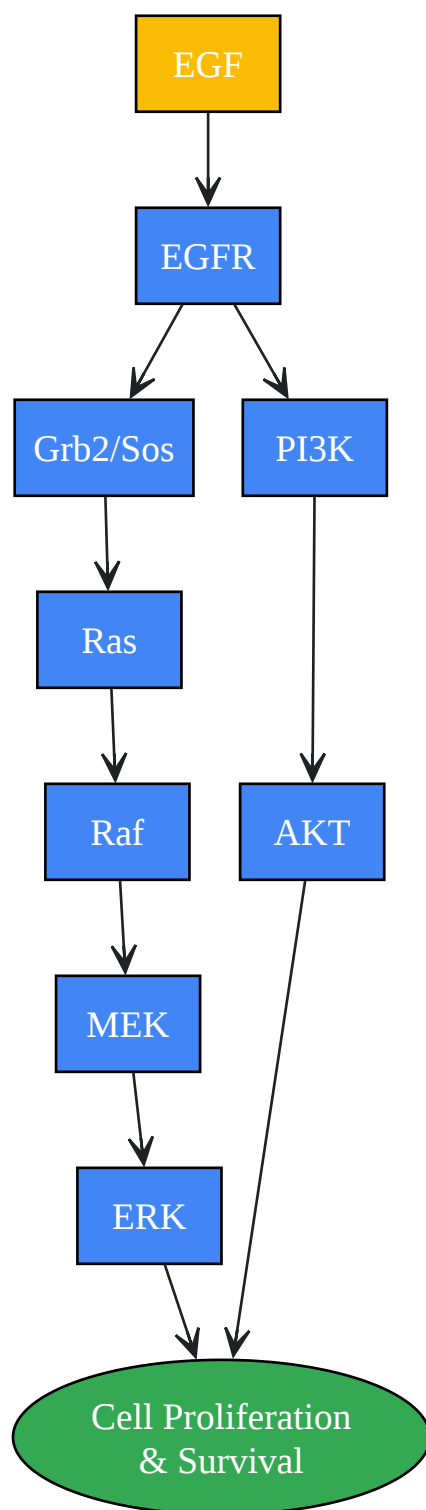 EGF
EGFR
Grb2/Sos
PI3K
Ras
Raf
AKT
MEK
ERK
Cell Proliferation
& Survival